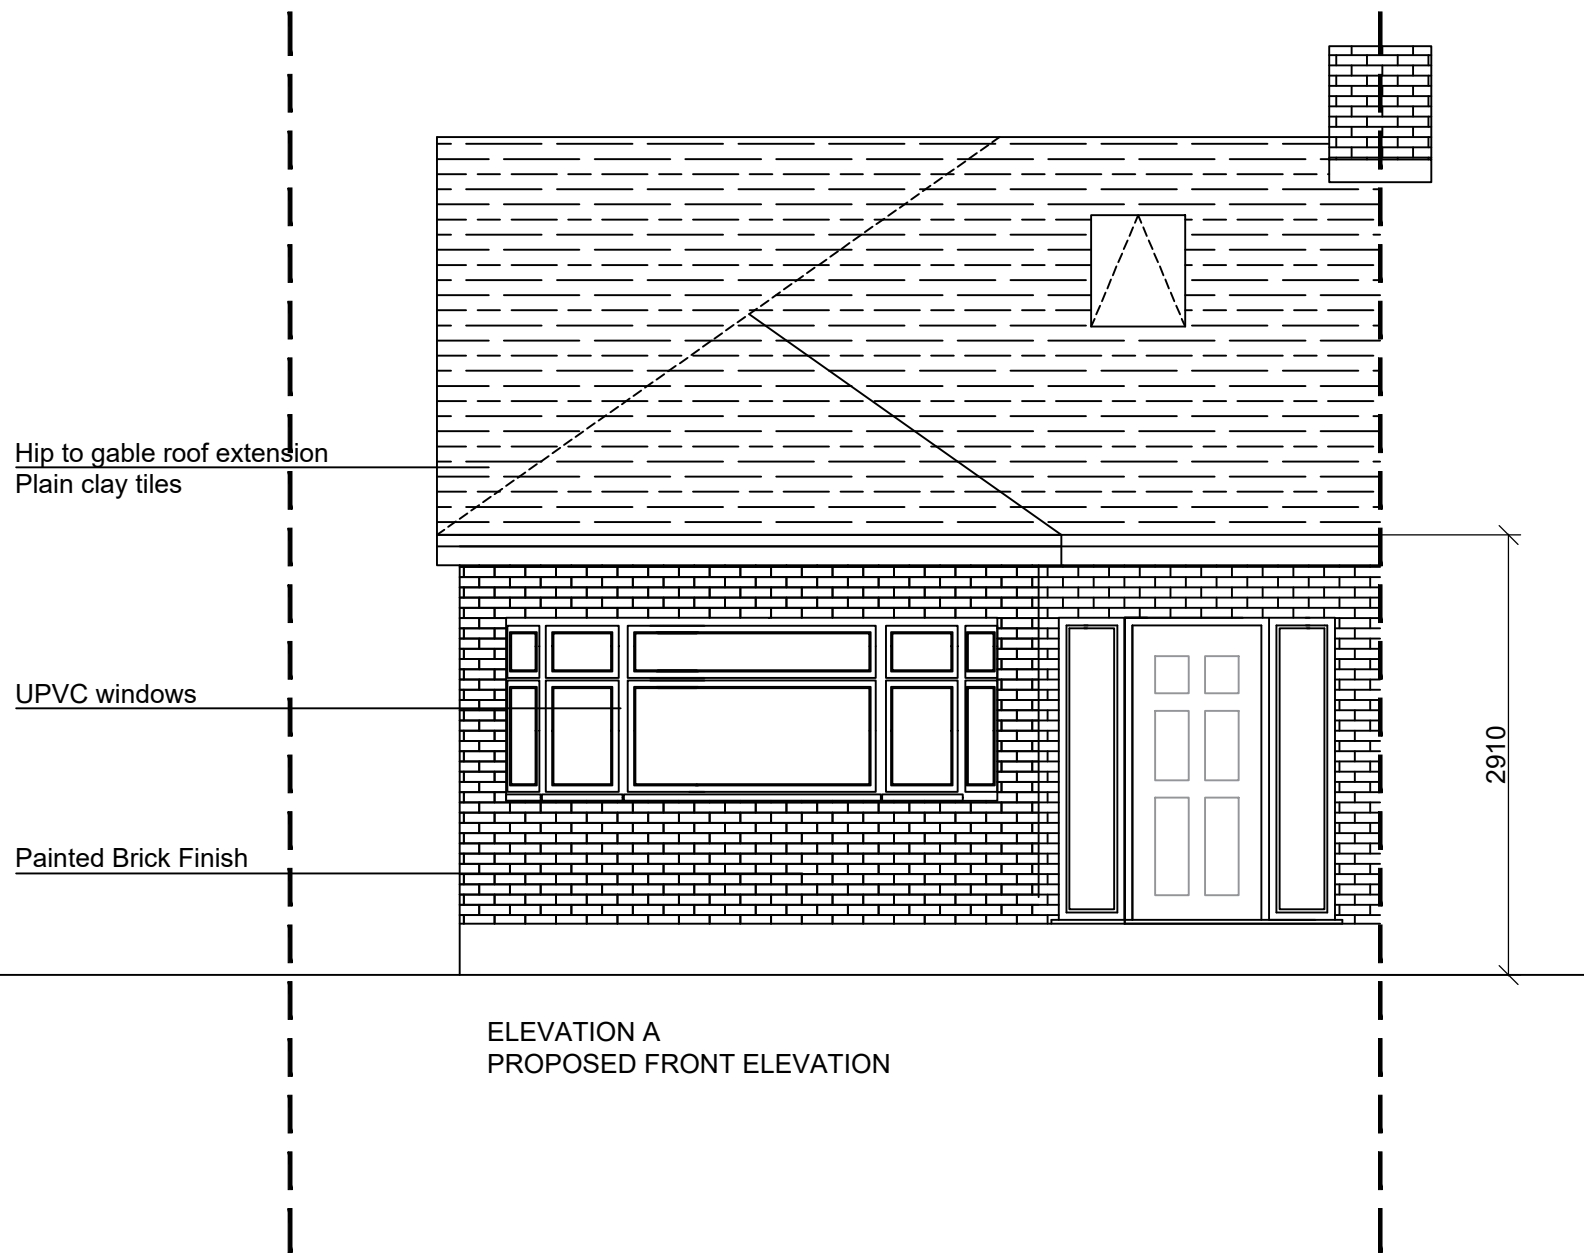 Hip to gable roof extension
Plain clay tiles
UPVC windows
2910
Painted Brick Finish
ELEVATION A
PROPOSED FRONT ELEVATION